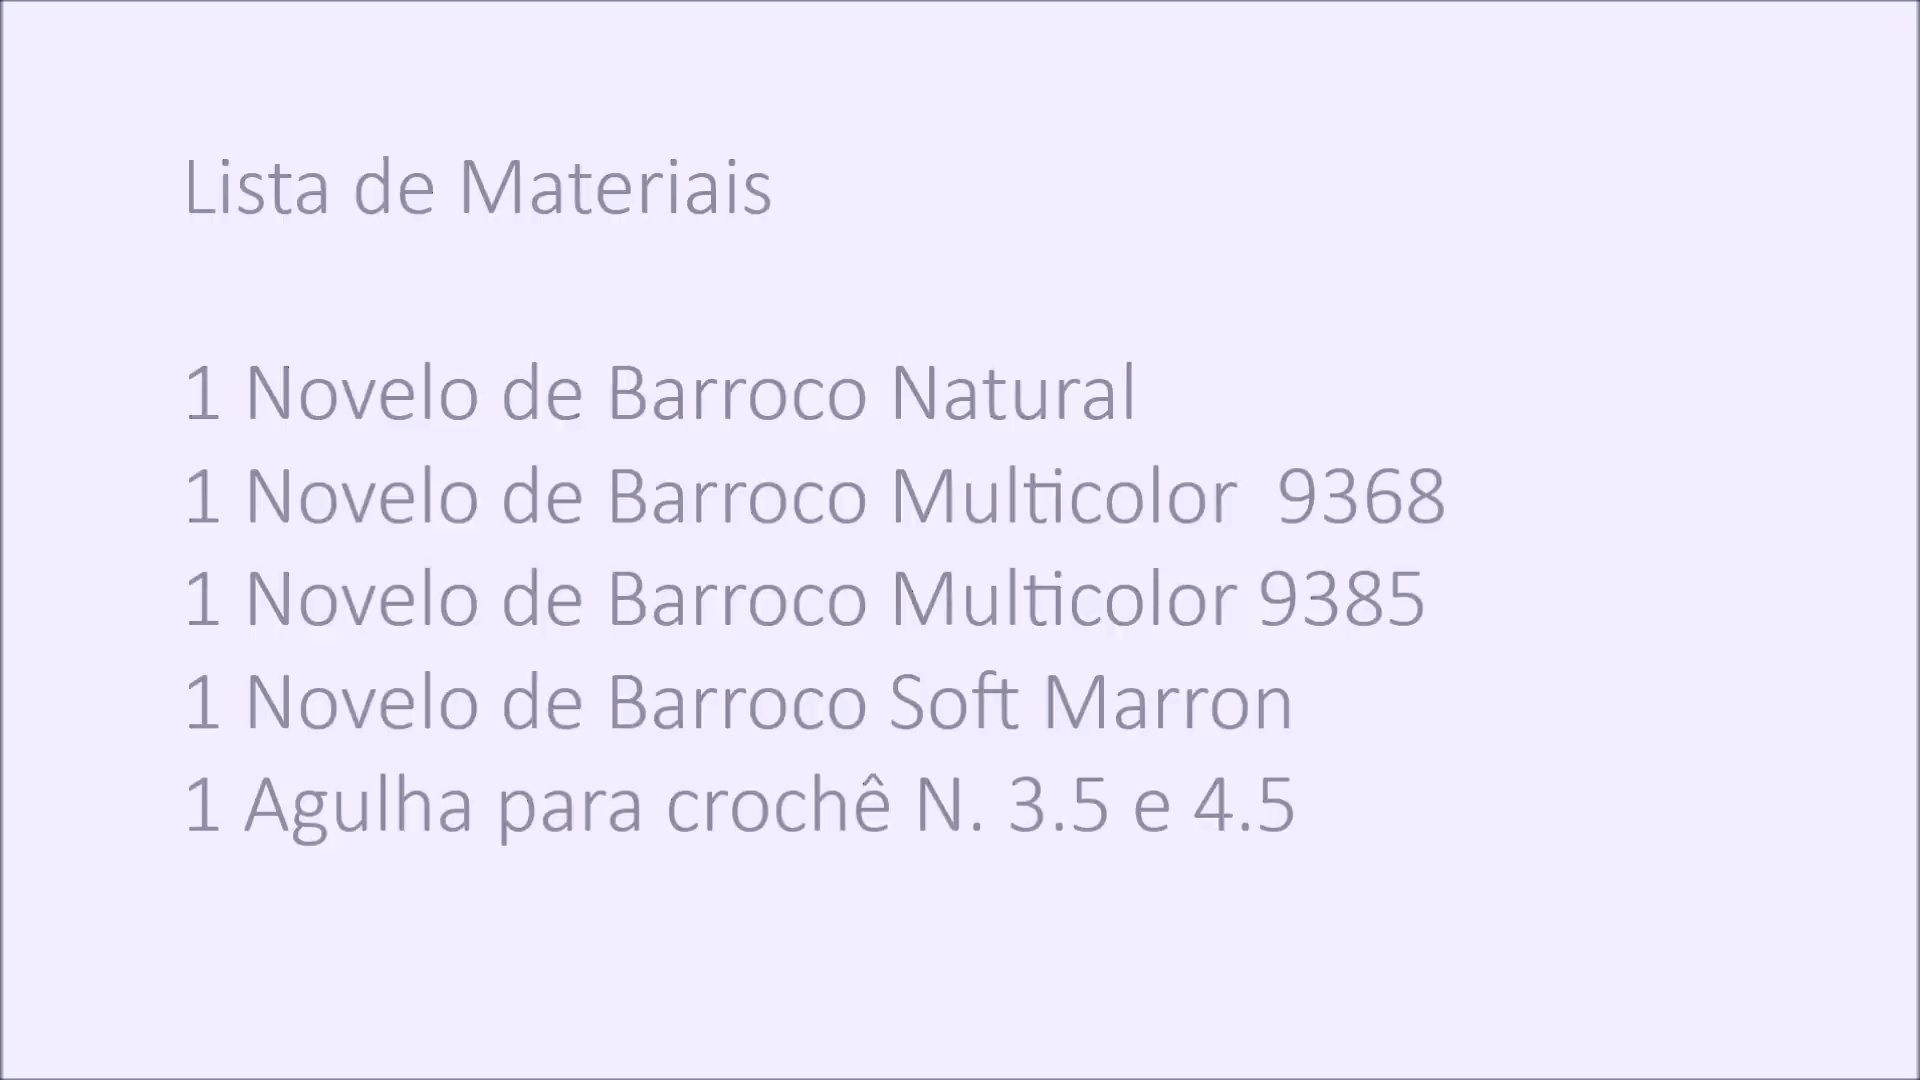 Lista de Materiais
1 Novelo de Barroco Natural
1 Novelo de Barroco Multicolor  9368
1 Novelo de Barroco Multicolor 9385
1 Novelo de Barroco Soft Marron
1 Agulha para crochê N. 3.5 e 4.5